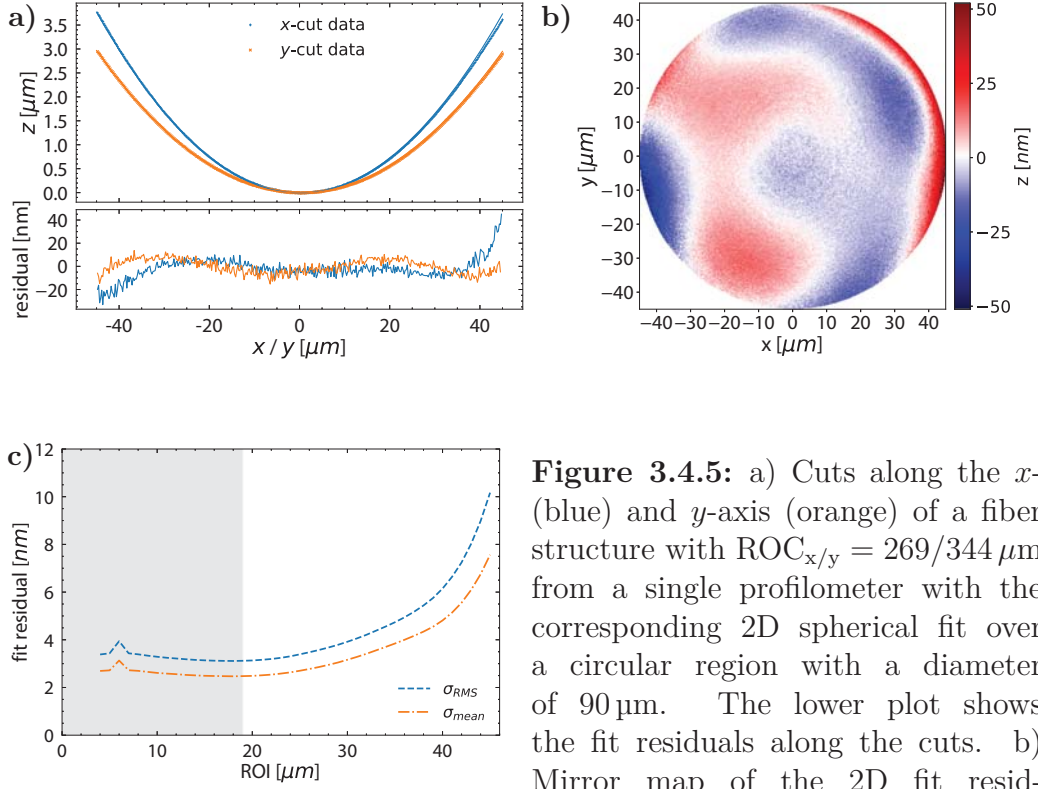 a)
x-cut data
y-cut data
3.5
3.0
2.5
2.0
1.5
1.0
0.5
0.0
z [μm]
40
20
0
−20
residual [nm]
-40
-20
0
20
40
x / y [μm]
b)
40
30
20
10
0
−10
−20
−30
−40
y [μm]
−40−30−20−10 0 10 20 30 40
x [μm]
50
25
0
−25
−50
z [nm]
c)
12
10
8
6
4
2
0
fit residual [nm]
σRMS
σmean
0 10 20 30 40
ROI [μm]
Figure 3.4.5: a) Cuts along the x-
(blue) and y-axis (orange) of a fiber
structure with ROCx/y = 269/344 μm
from a single profilometer with the
corresponding 2D spherical fit over
a circular region with a diameter
of 90 μm. The lower plot shows
the fit residuals along the cuts. b)
Mirror map of the 2D fit resid-